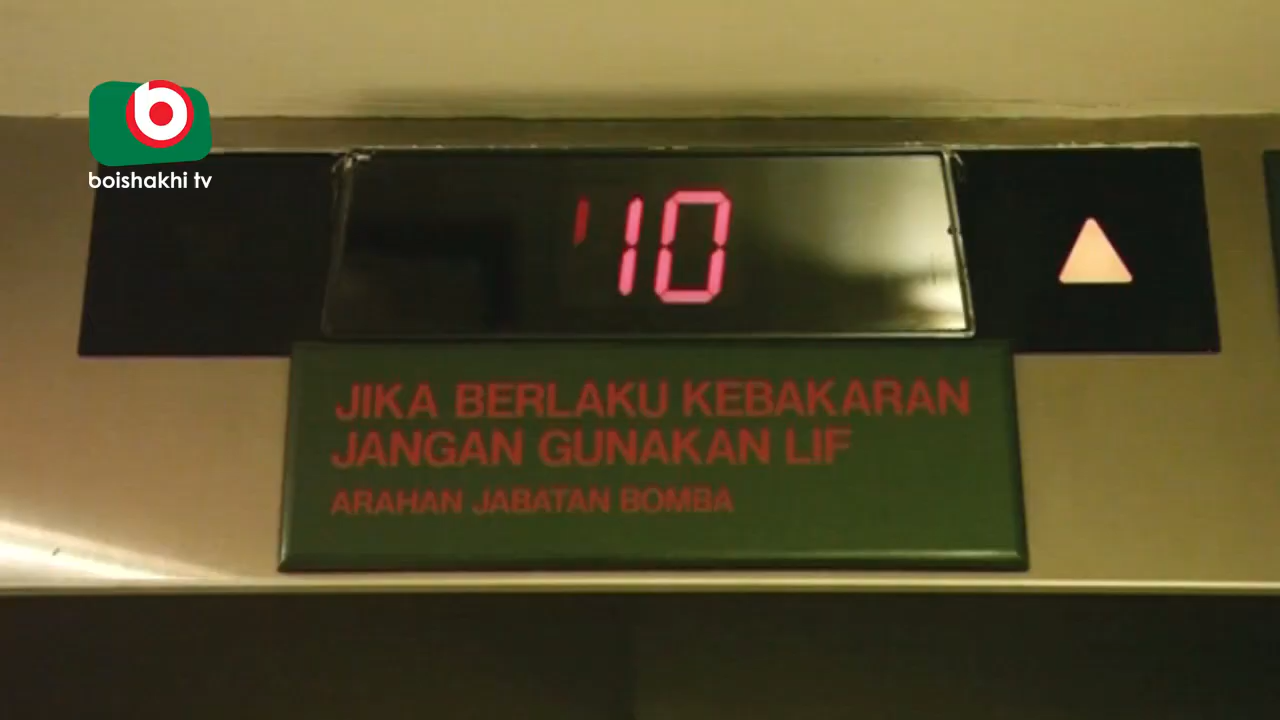 boishakhi tv
10
JIKA BERLAKU KEBAKARAN
JANGAN GUNAKAN LIF
ARAHAN JABATAN BOMBA